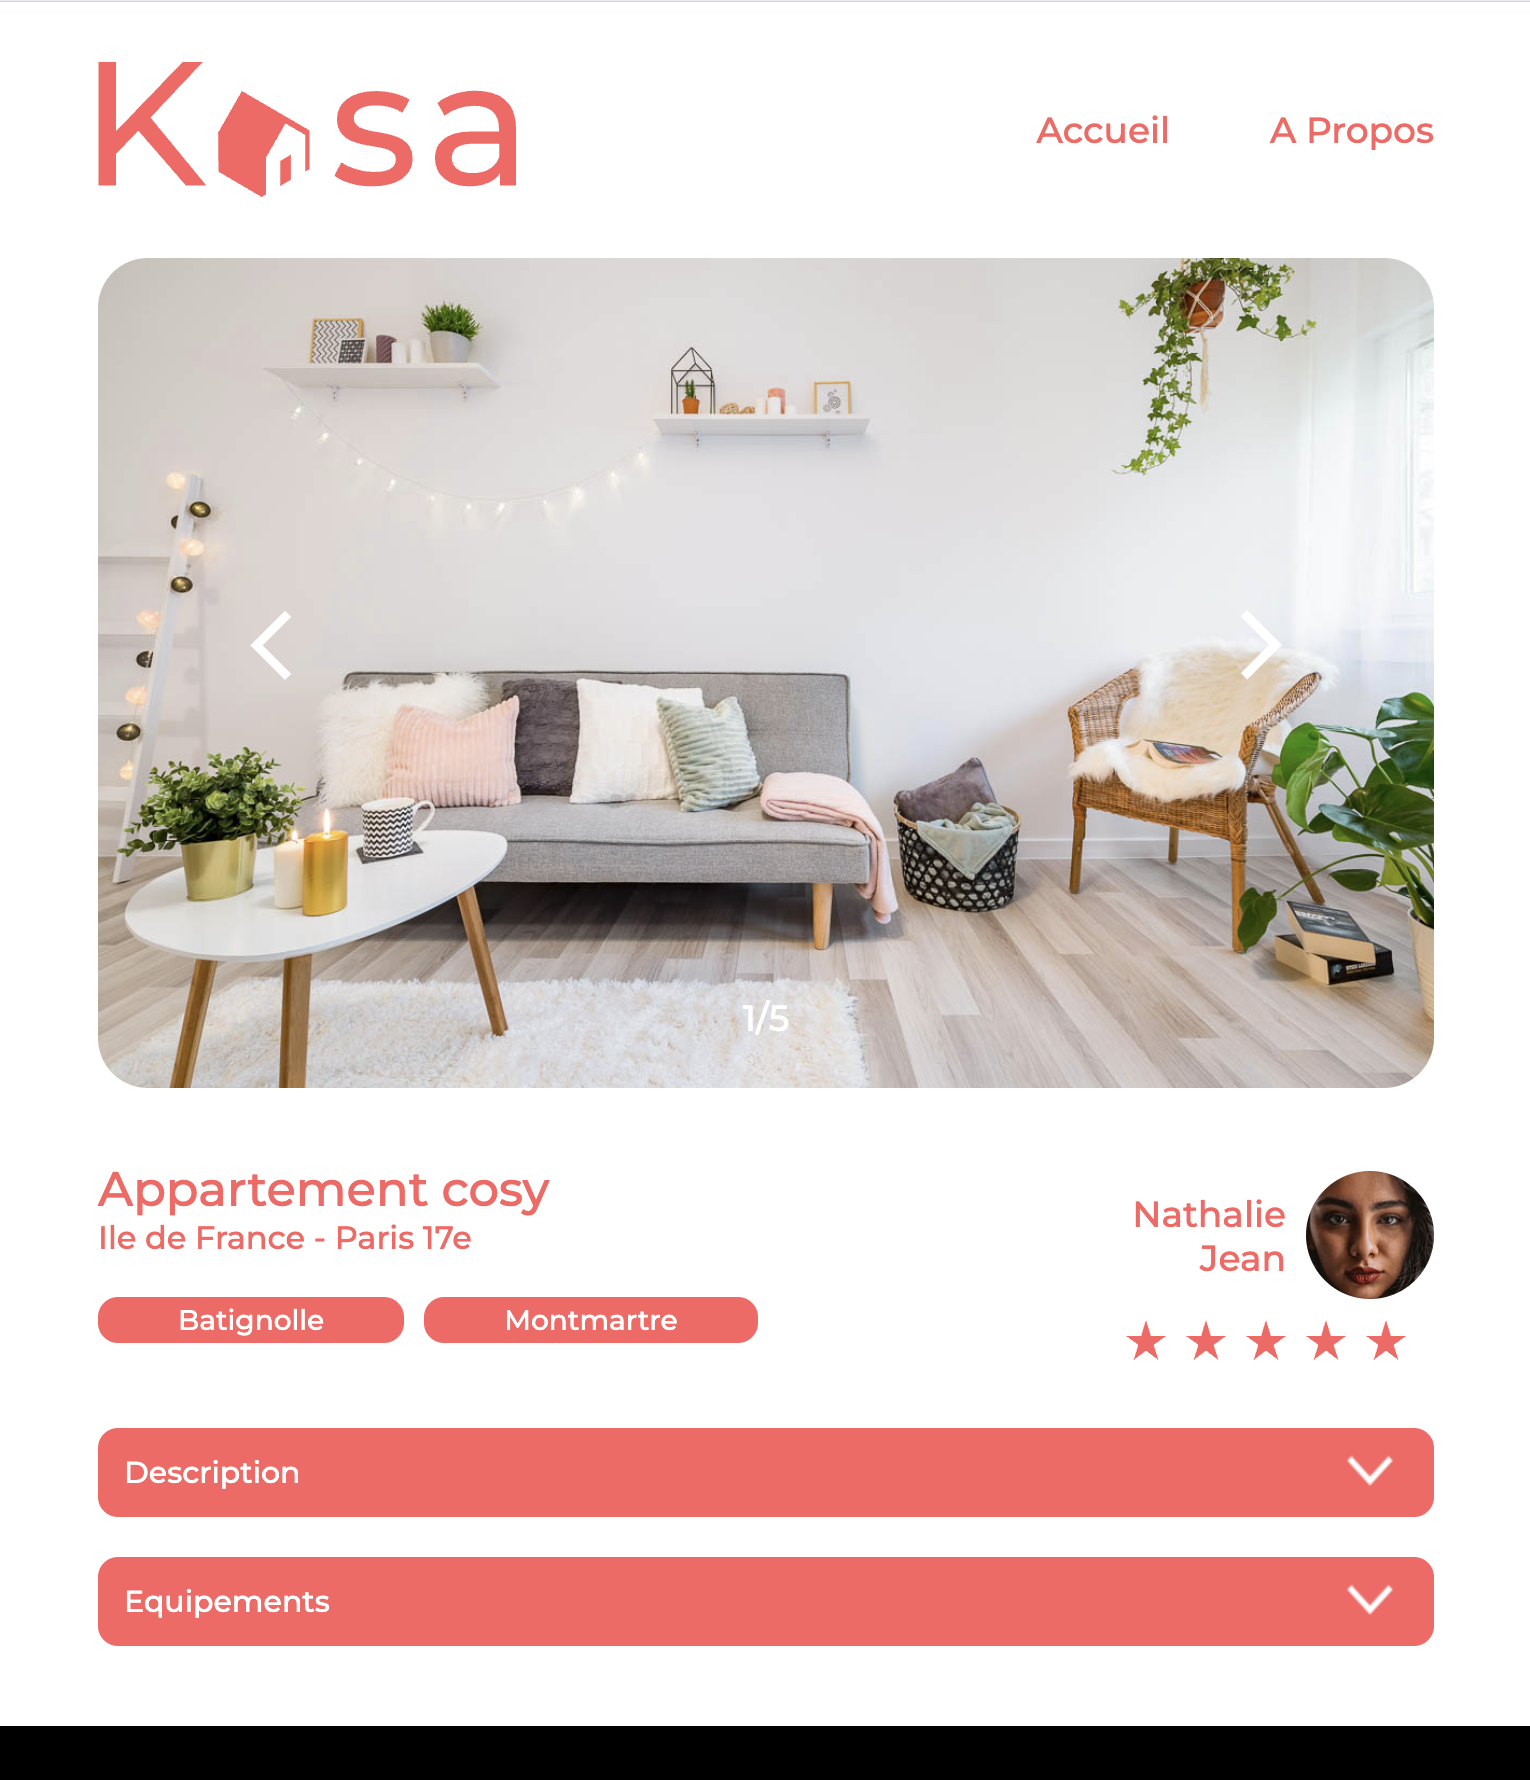 Kasa
Accueil
A Propos
1/5
Appartement cosy
Ile de France - Paris 17e
Batignolle
Montmartre
Nathalie
Jean
Description
Equipements